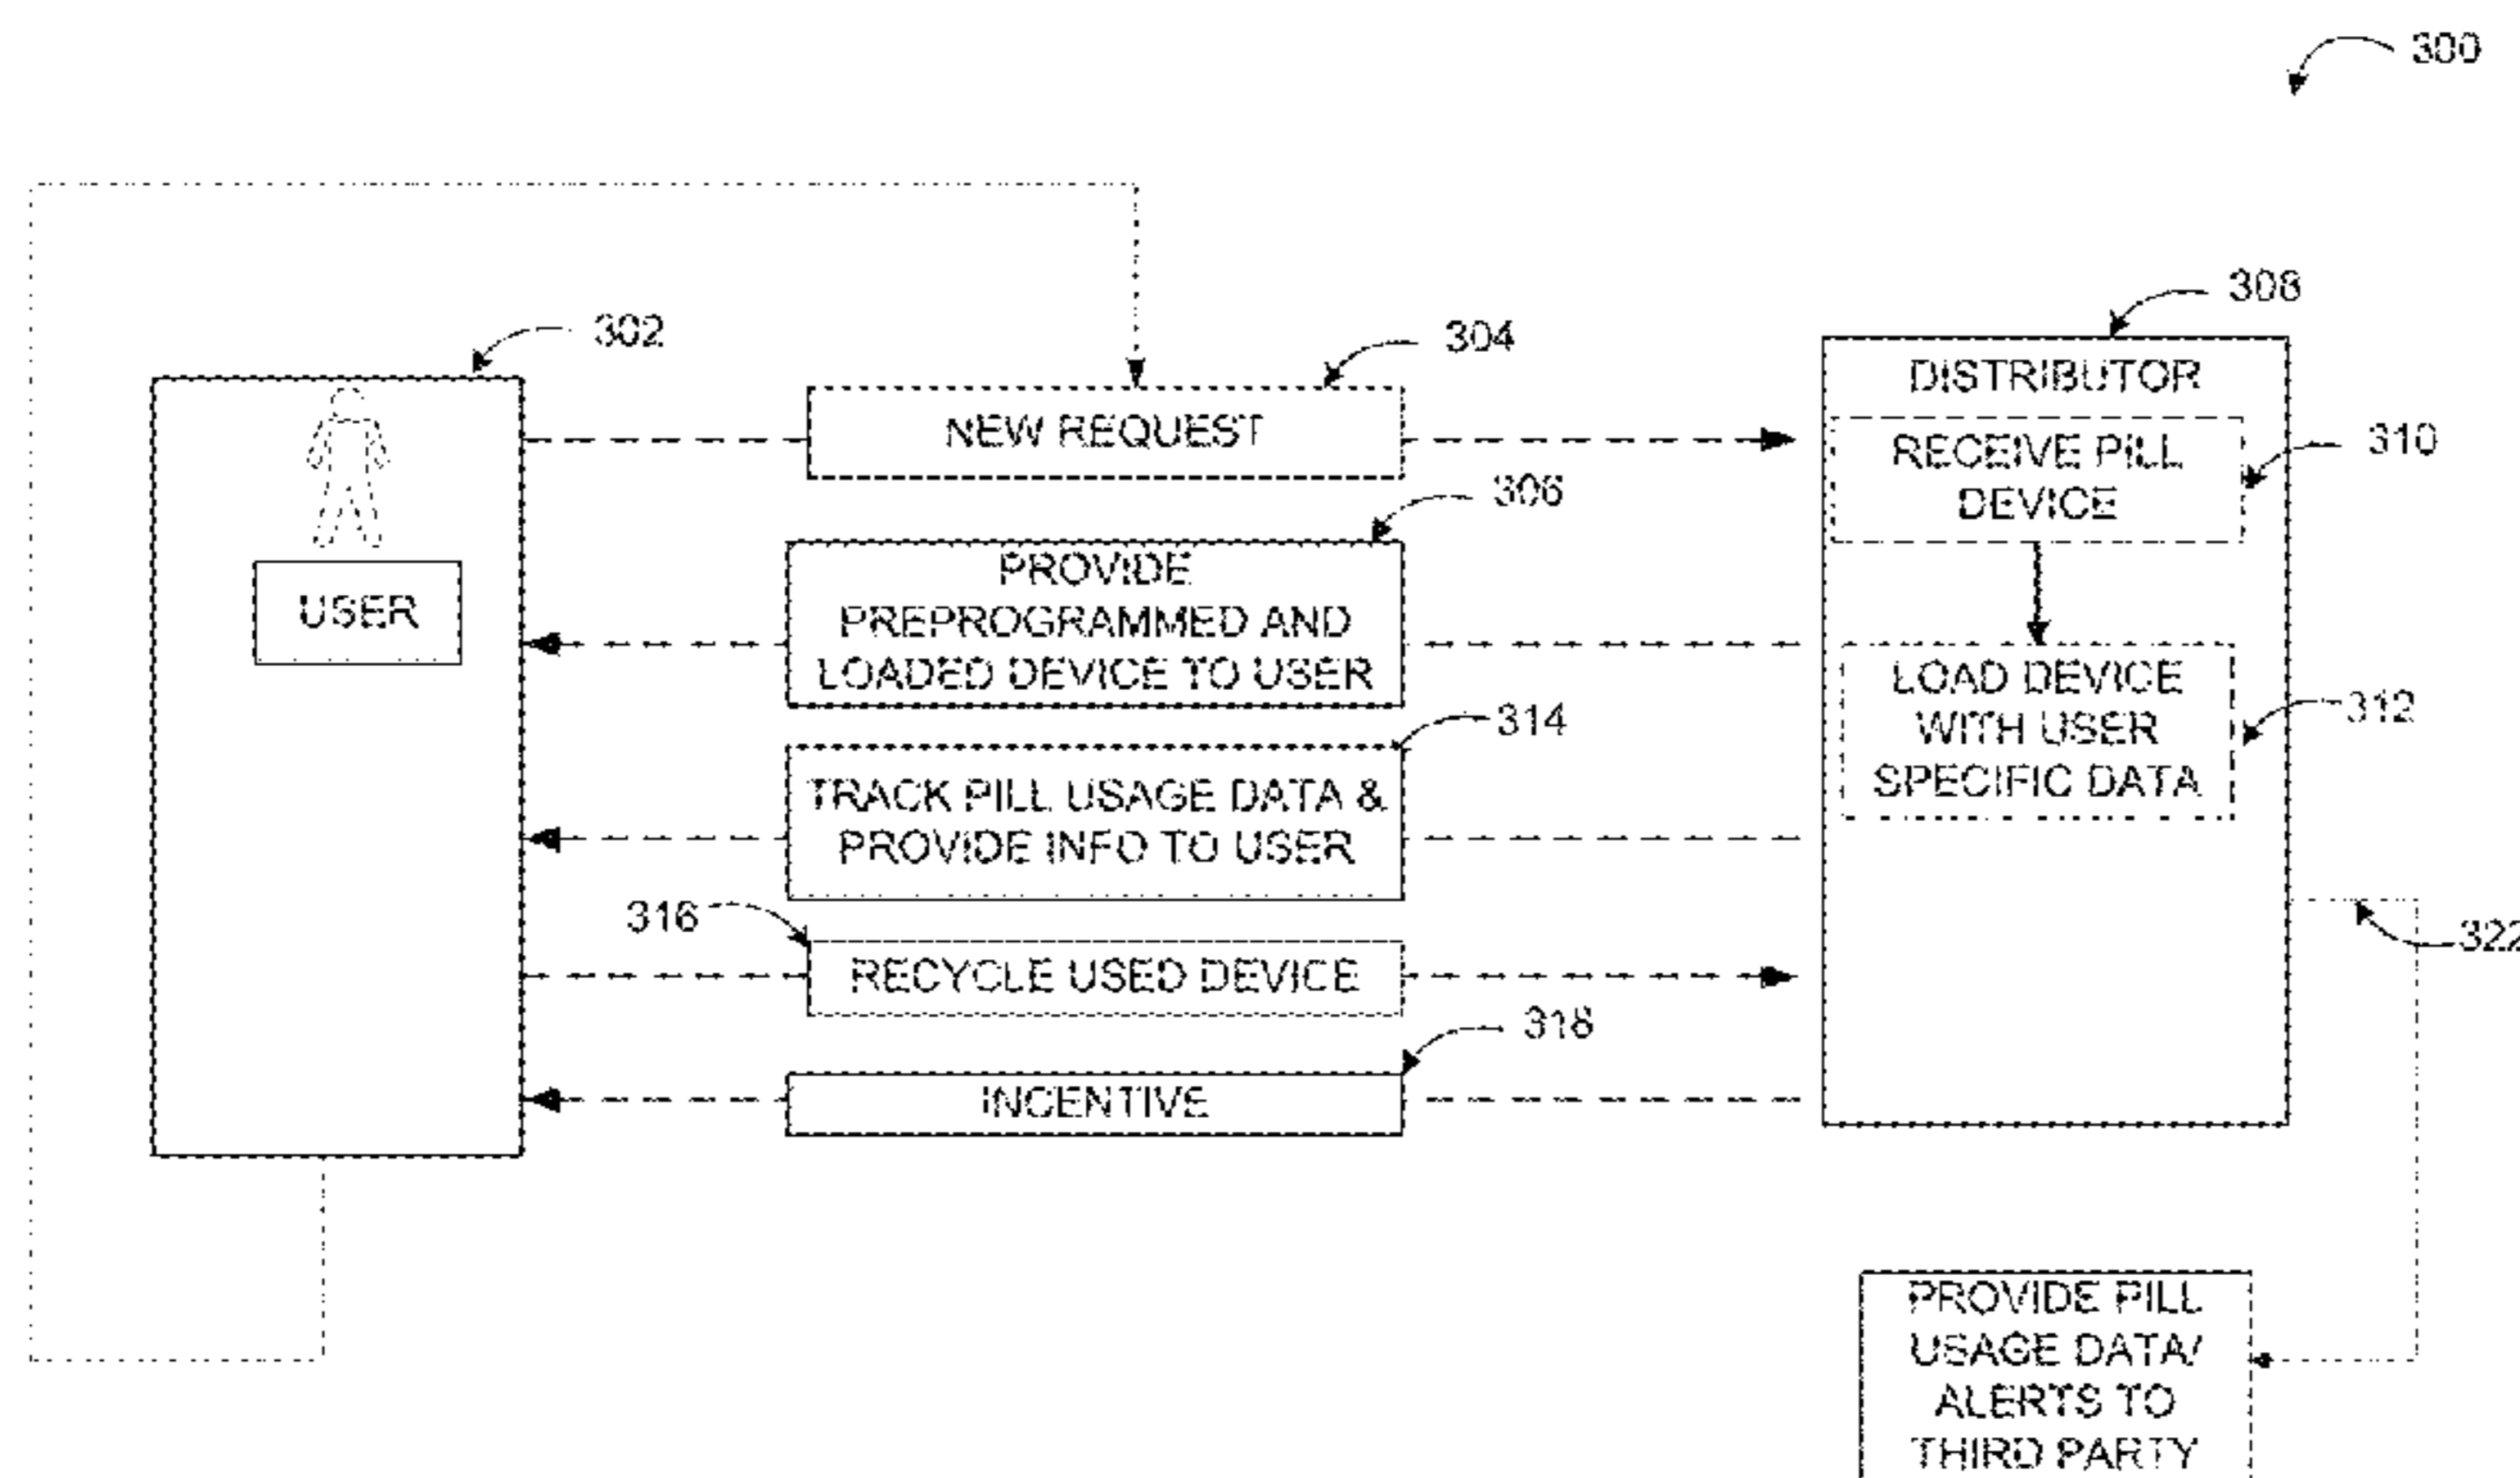 300
302
304
308
DISTRIBUTOR
NEW REQUEST
RECEIVE PILL
DEVICE
310
306
PROVIDE
PREPROGRAMMED AND
LOADED DEVICE TO USER
USER
LOAD DEVICE
WITH USER
SPECIFIC DATA
312
314
TRACK PILL USAGE DATA &
PROVIDE INFO TO USER
316
RECYCLE USED DEVICE
322
318
INCENTIVE
PROVIDE PILL
USAGE DATA/
ALERTS TO
THIRD PARTY